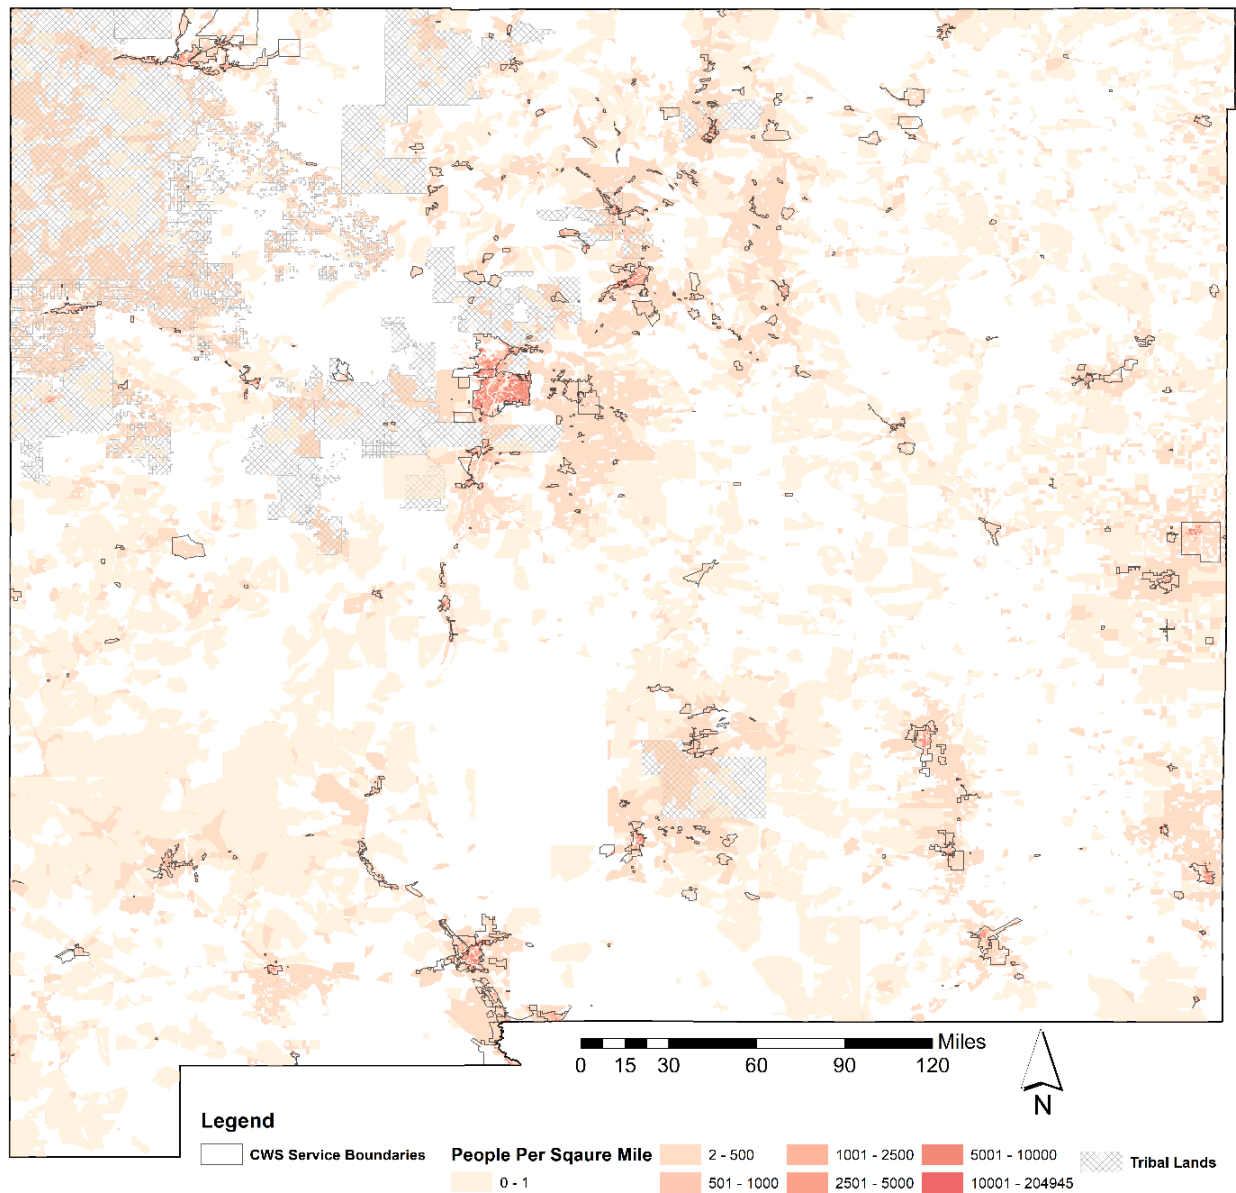 Miles
0 15 30 60 90 120
N
Legend
CWS Service Boundaries
People Per Sqaure Mile
0 - 1
2 - 500
501 - 1000
1001 - 2500
2501 - 5000
5001 - 10000
10001 - 204945
Tribal Lands